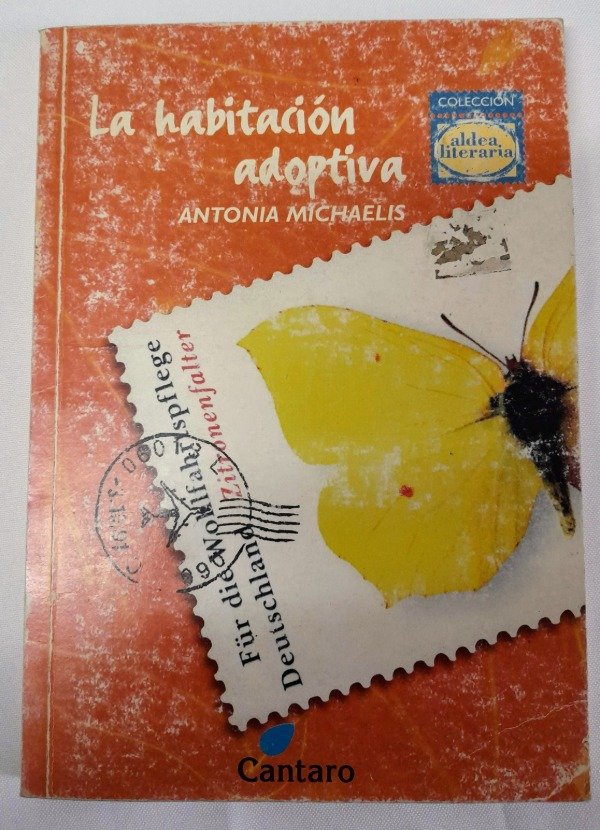 La habitación
adoptiva
ANTONIA MICHAELIS
COLECCIÓN
aldea
literaria
Für die Wohlfahrtspflege
Zitronenfalter
Deutschland
Cantaro